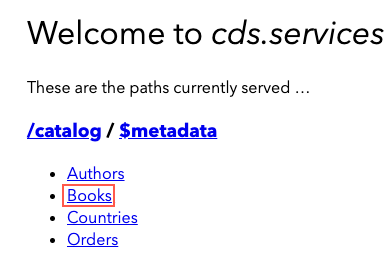 Welcome to cds.services
These are the paths currently served …
/catalog / $metadata
• Authors
• Books
• Countries
• Orders